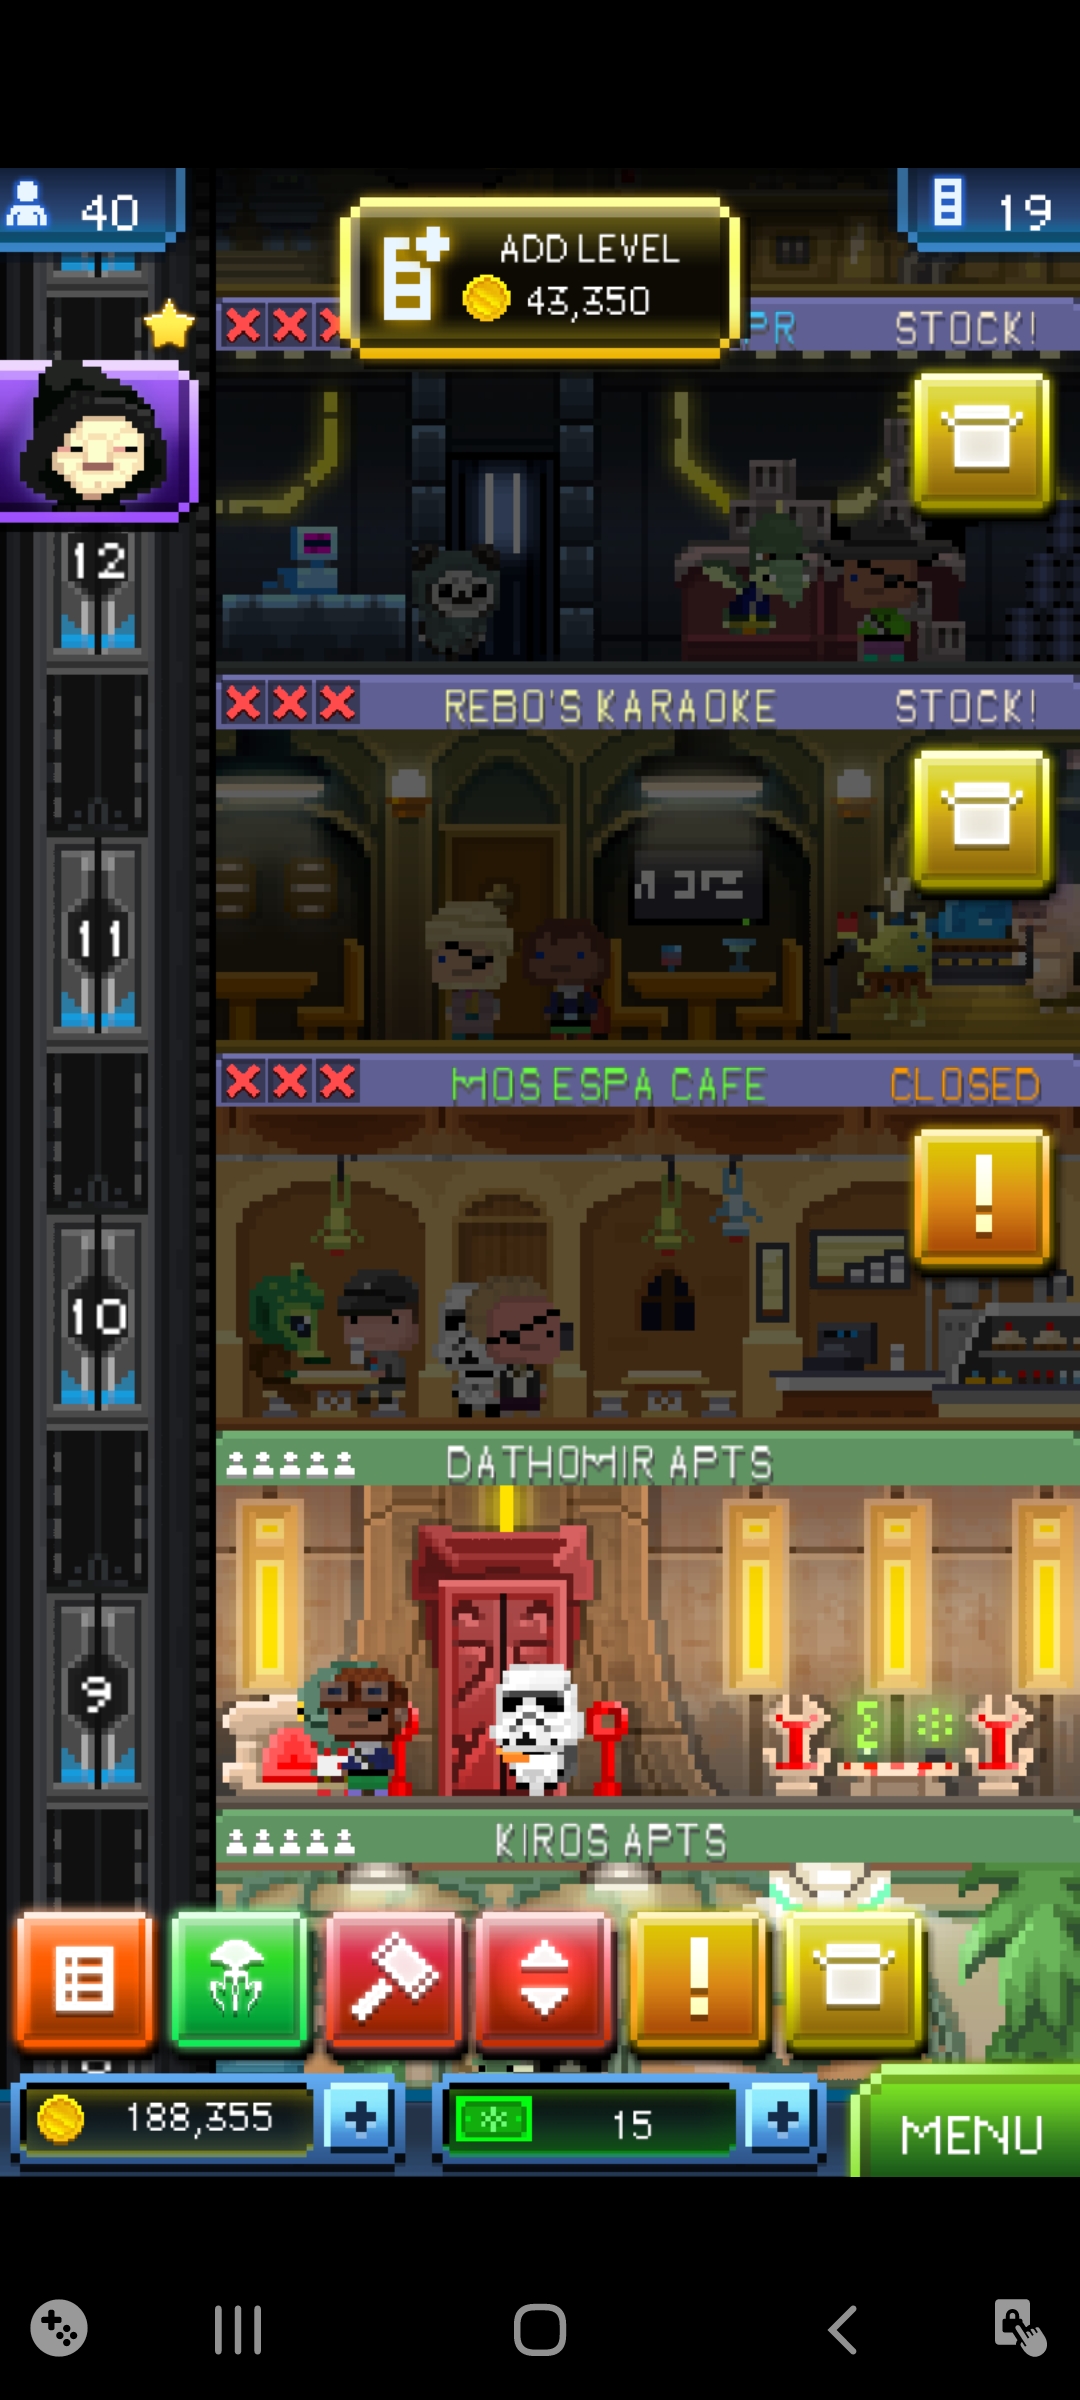 40
ADD LEVEL
43,350
19
PR STOCK!
12
REBO'S KARAOKE STOCK!
11
MOS ESPA CAFE CLOSED
10
DATHOMIR APTS
9
KIROS APTS
188,355
15
MENU